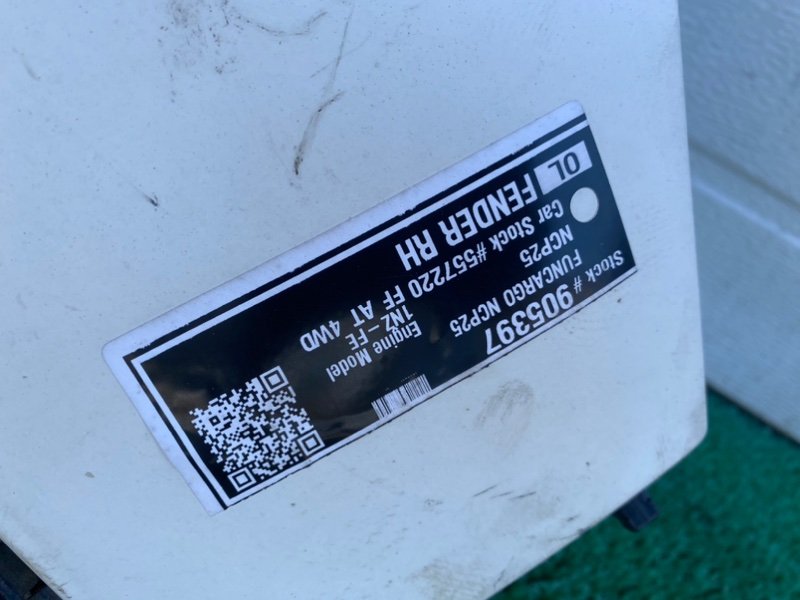 Stock # 905397
FUNCARGO NCP25
NCP25
Car Stock #557220 FF AT 4WD
FENDER RH
OL
Engine Model
1NZ-FE